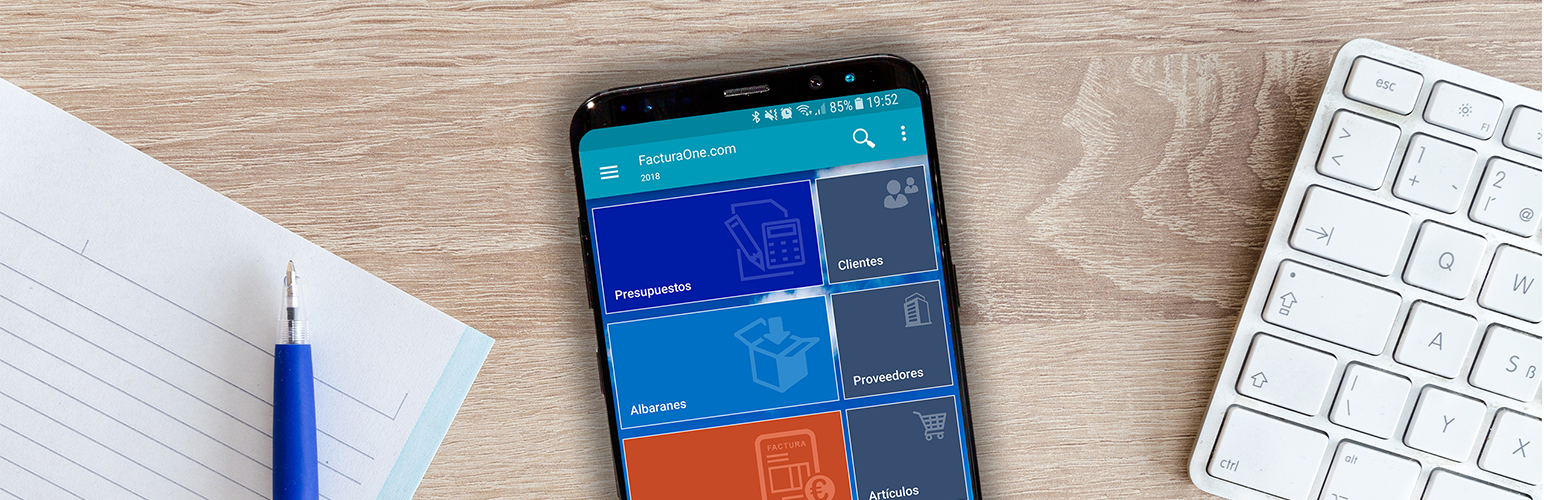 85% 19:52
FacturaOne.com
2018
Presupuestos
Clientes
Albaranes
Proveedores
FACTURA
€
Artículos
esc
F1
>
<
1
+ -
2
@
Q
W
A
S ß
|
\
Y
X
ctrl
alt